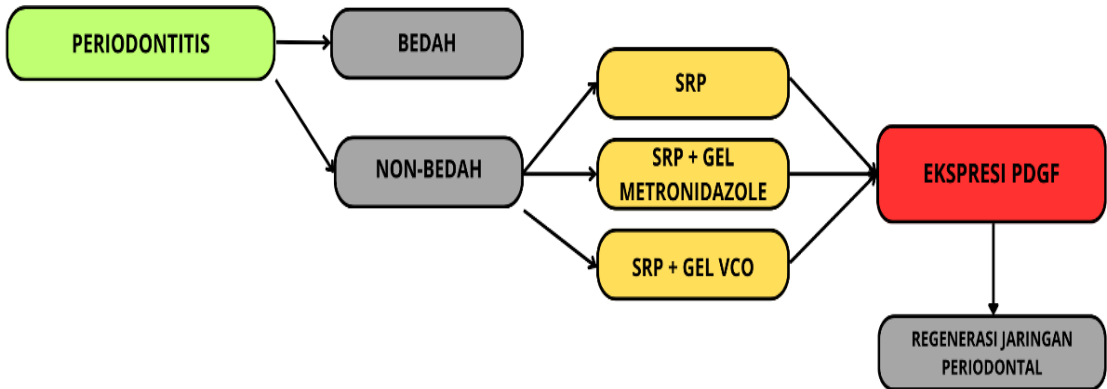 PERIODONTITIS
BEDAH
NON-BEDAH
SRP
SRP + GEL
METRONIDAZOLE
SRP + GEL VCO
EKSPRESI PDGF
REGENERASI JARINGAN
PERIODONTAL